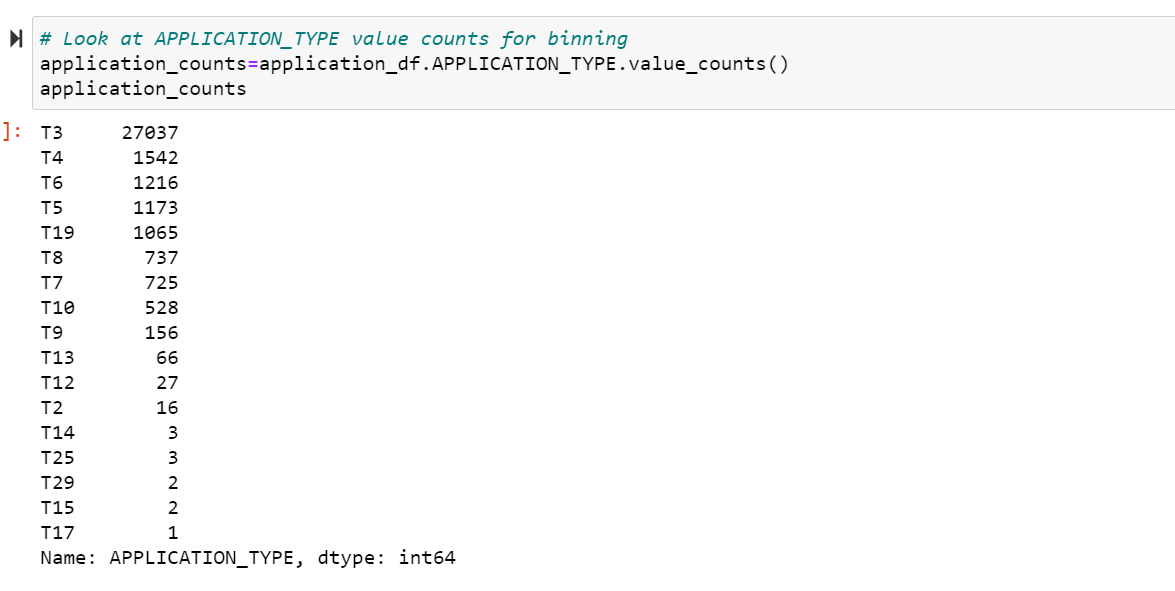 # Look at APPLICATION_TYPE value counts for binning
application_counts=application_df.APPLICATION_TYPE.value_counts()
application_counts
]: T3 27037
T4 1542
T6 1216
T5 1173
T19 1065
T8 737
T7 725
T10 528
T9 156
T13 66
T12 27
T2 16
T14 3
T25 3
T29 2
T15 2
T17 1
Name: APPLICATION_TYPE, dtype: int64